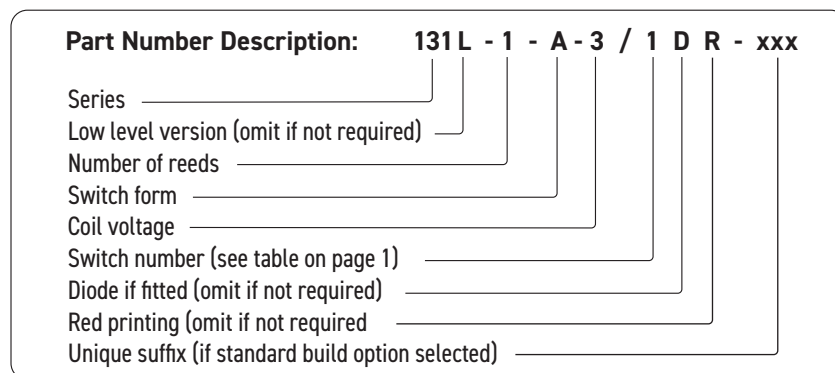 Part Number Description: 131L - 1 - A - 3 / 1 D R - xxx
Series
Low level version (omit if not required)
Number of reeds
Switch form
Coil voltage
Switch number (see table on page 1)
Diode if fitted (omit if not required)
Red printing (omit if not required
Unique suffix (if standard build option selected)